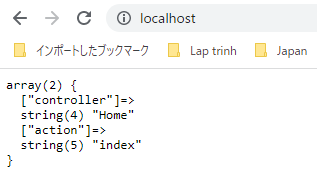 localhost
インポートしたブックマーク Lap trinh Japan
array(2) {
  ["controller"]=>
  string(4) "Home"
  ["action"]=>
  string(5) "index"
}